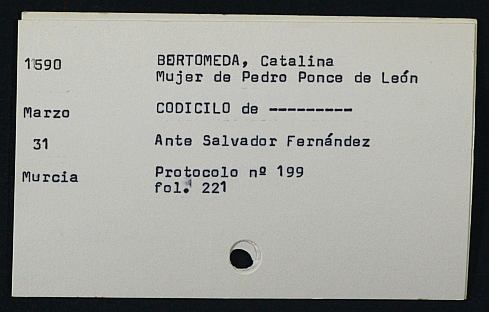 1590 BERTOMEDA, Catalina
Mujer de Pedro Ponce de León
Marzo CODICILO de ---------
31 Ante Salvador Fernández
Murcia Protocolo nº 199
fol. 221